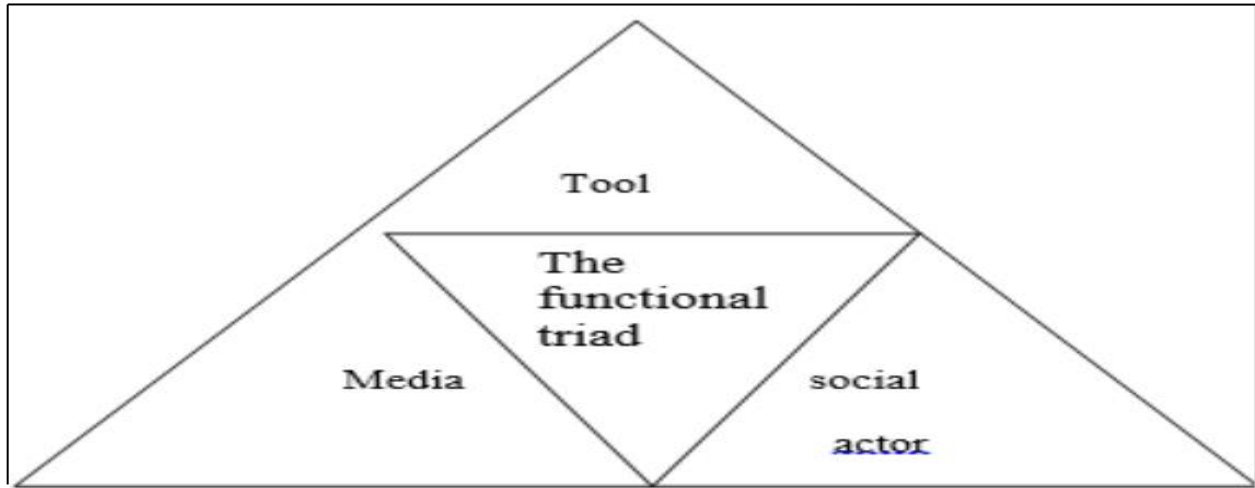 Tool
The
functional
triad
Media
social
actor